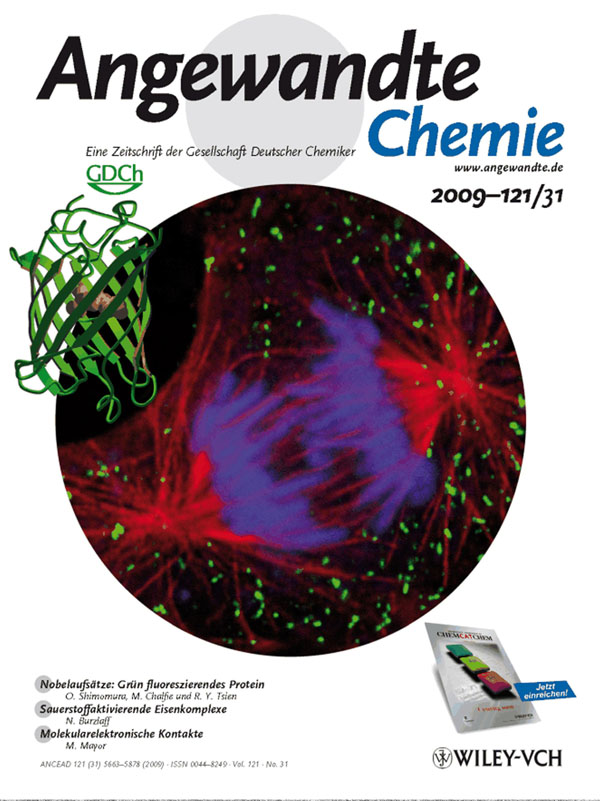 Angewandte
Chemie
Eine Zeitschrift der Gesellschaft Deutscher Chemiker
www.angewandte.de
GDCh
2009–121/31
CHEMCATCHEM
Jetzt
einreichen!
Nobelaufsätze: Grün fluoreszierendes Protein
O. Shimomura, M. Chalfie und R. Y. Tsien
Sauerstoffaktivierende Eisenkomplexe
N. Burzlaff
Molekularelektronische Kontakte
M. Mayor
ANCEAD 121 (31) 5663–5878 (2009) · ISSN 0044–8249 · Vol. 121 · No. 31
WILEY-VCH